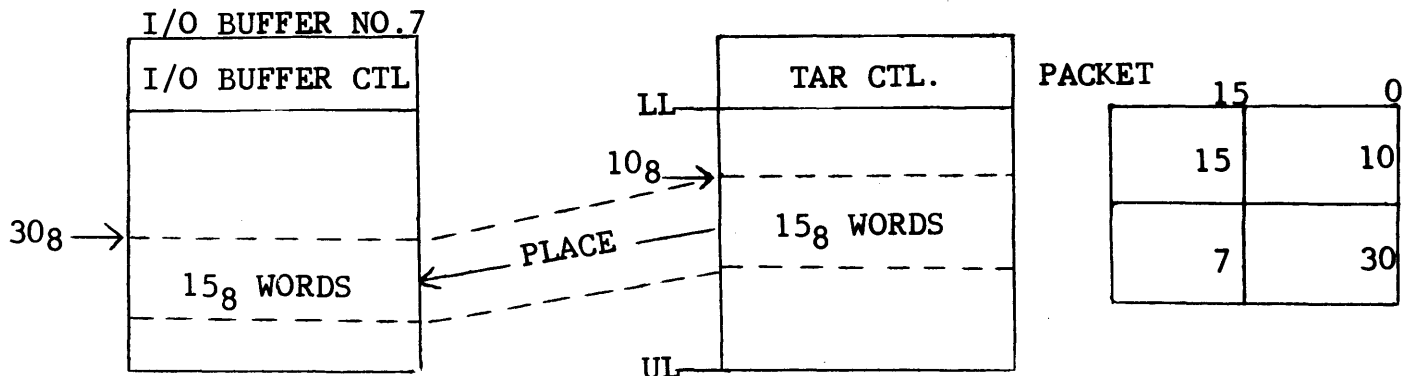 I/O BUFFER NO.7
I/O BUFFER CTL
TAR CTL.
PACKET
15 0
LL
15 10
10₈
30₈
15₈ WORDS
PLACE
7 30
15₈ WORDS
UL